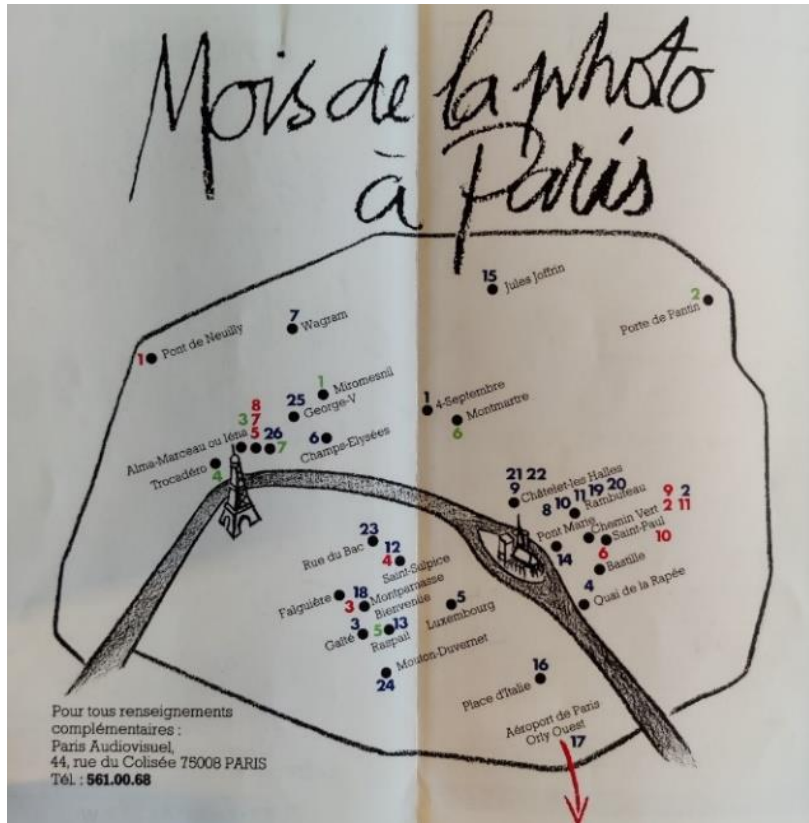 Mois de la photo
à Paris
15
Jules Joffrin
2
Porte de Pantin
7
Wagram
1 Pont de Neuilly
1
Miromesnil
25
George-V
1
4-Septembre
Montmartre
6
8
7
3 5 26
7
Alma-Marceau ou Iéna
6
Champs-Elysées
Trocadéro
4
21 22
9 Châtelet-les Halles
8 10 11 19 20
Rambuteau
9 2
Chemin Vert 2 11
Saint-Paul
10
Pont Marie
14
6
Bastille
4
Quai de la Rapée
23
Rue du Bac
12
4
Saint-Sulpice
18
Falguière
3
Montparnasse
Bienvenue
5
Luxembourg
3
Gaîté
5 13
Raspail
Mouton-Duvernet
24
16
Place d'Italie
Aéroport de Paris
Orly Ouest
17
Pour tous renseignements
complémentaires :
Paris Audiovisuel,
44, rue du Colisée 75008 PARIS
Tél. : 561.00.68